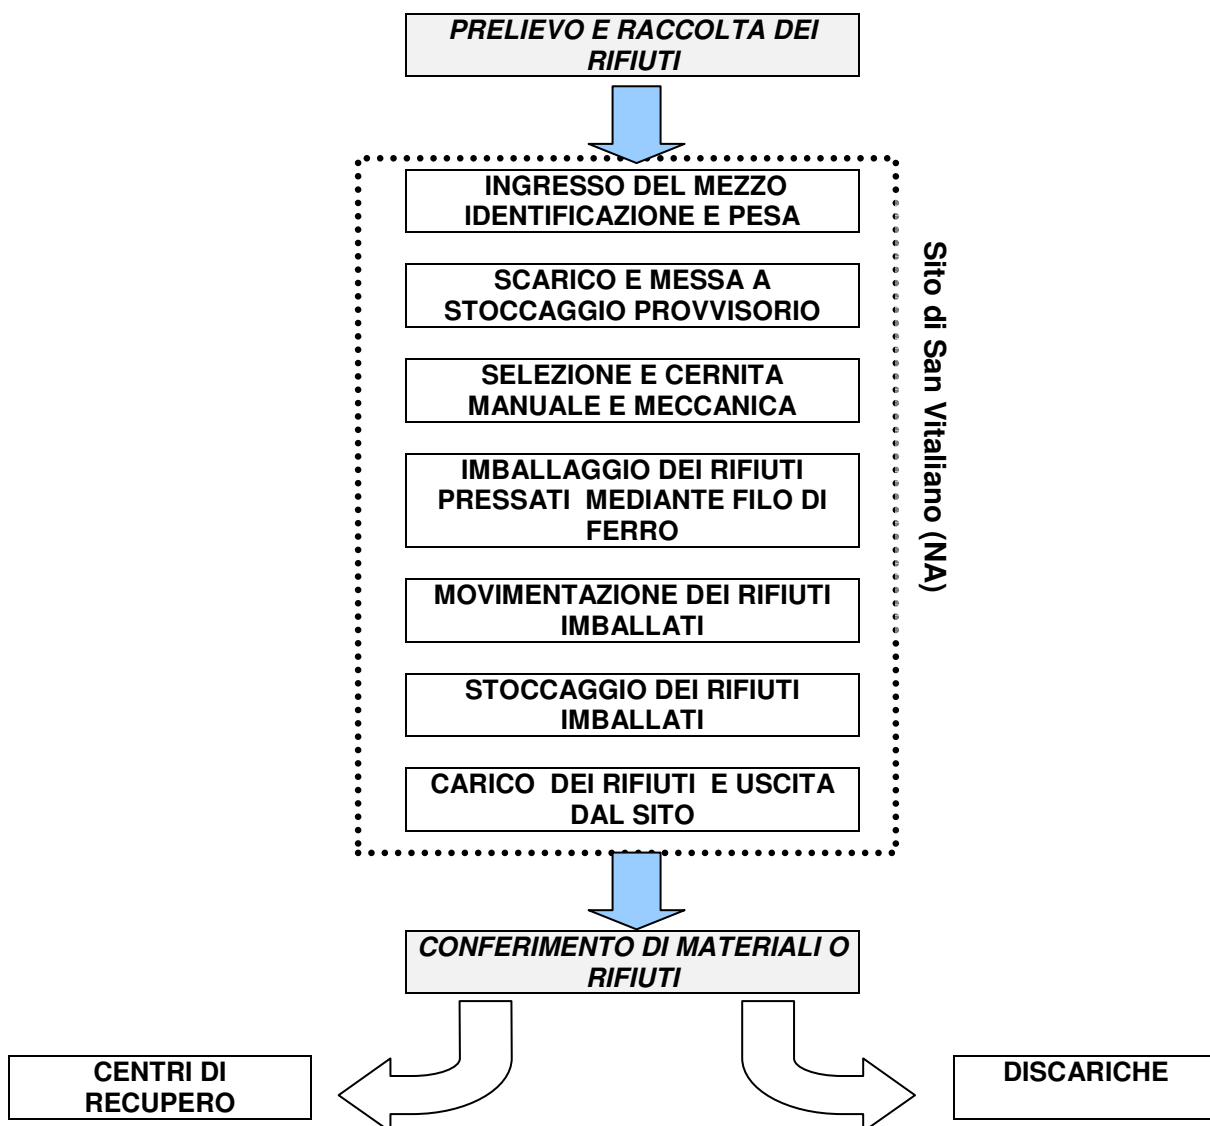 PRELIEVO E RACCOLTA DEI
RIFIUTI
INGRESSO DEL MEZZO
IDENTIFICAZIONE E PESA
SCARICO E MESSA A
STOCCAGGIO PROVVISORIO
SELEZIONE E CERNITA
MANUALE E MECCANICA
IMBALLAGGIO DEI RIFIUTI
PRESSATI MEDIANTE FILO DI
FERRO
MOVIMENTAZIONE DEI RIFIUTI
IMBALLATI
STOCCAGGIO DEI RIFIUTI
IMBALLATI
CARICO DEI RIFIUTI E USCITA
DAL SITO
Sito di San Vitaliano (NA)
CONFERIMENTO DI MATERIALI O
RIFIUTI
CENTRI DI
RECUPERO
DISCARICHE